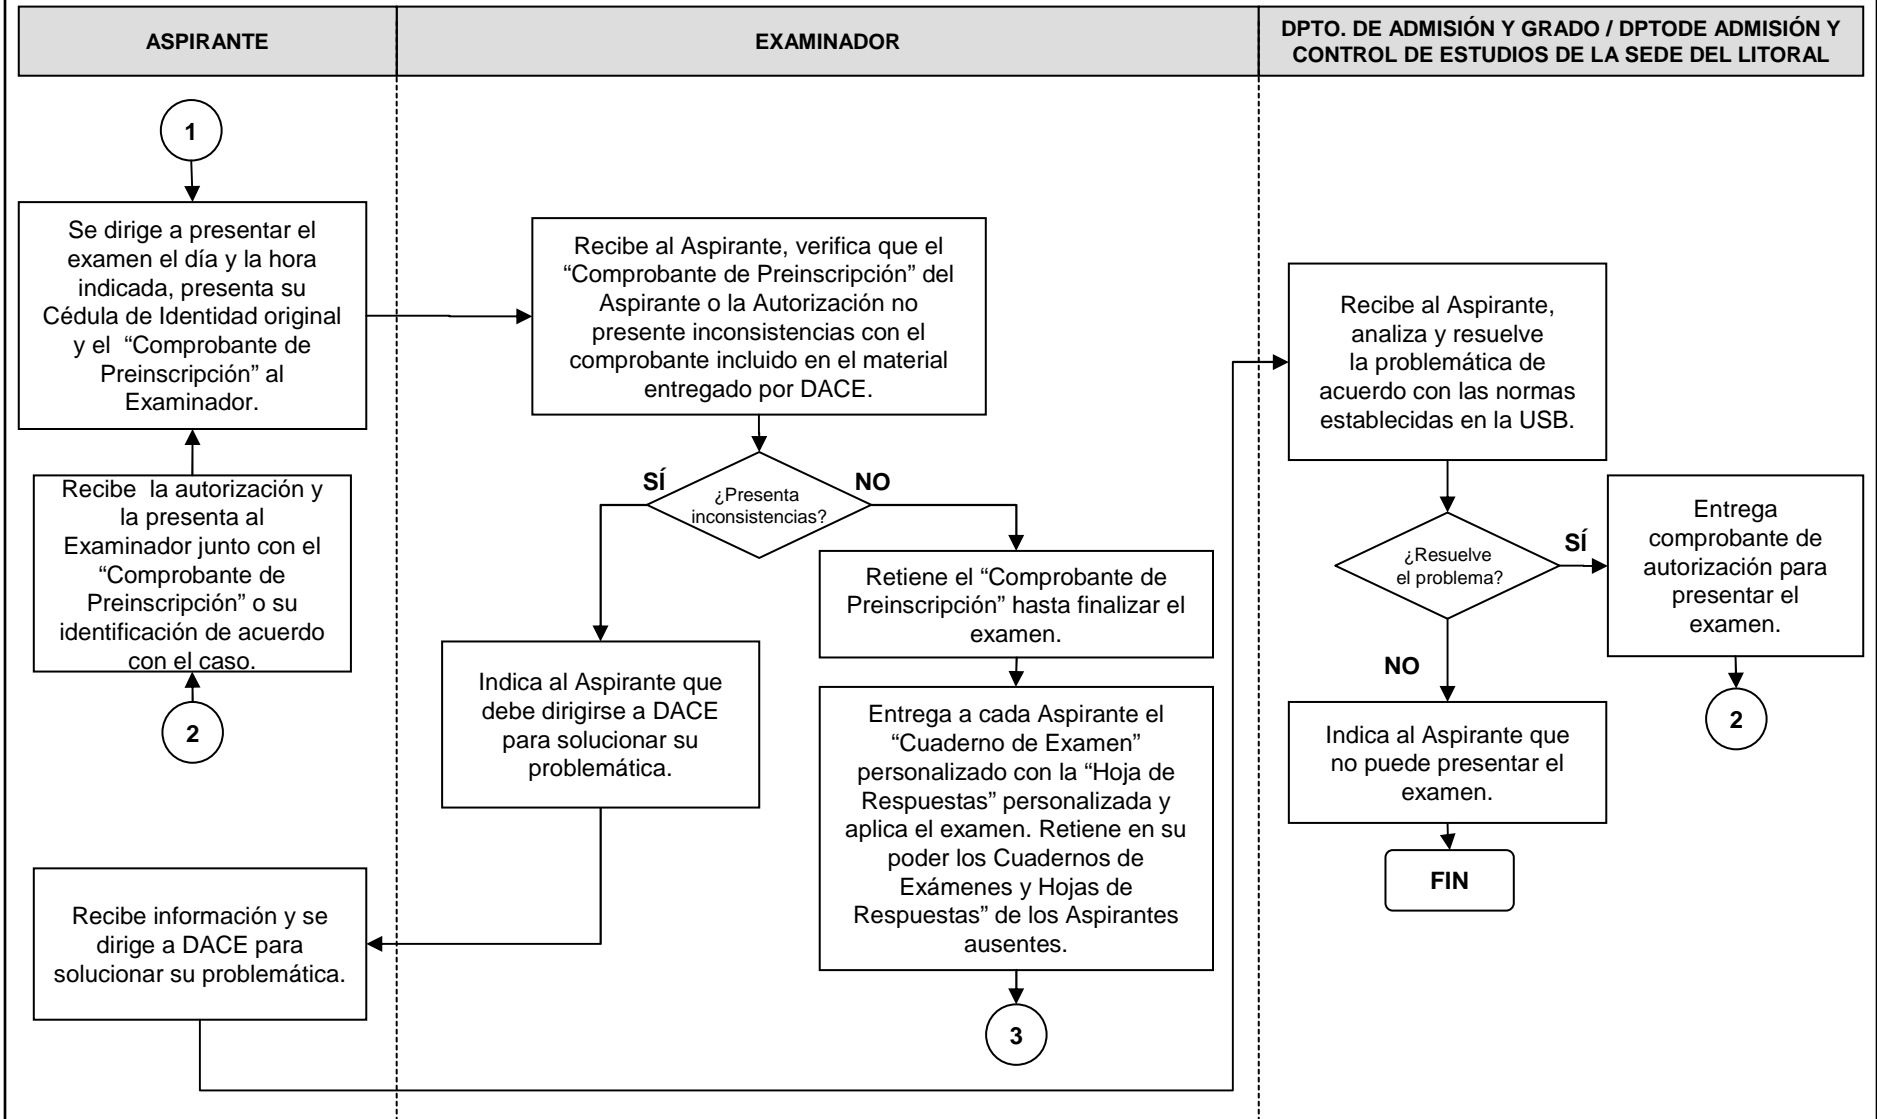 ASPIRANTE
EXAMINADOR
DPTO. DE ADMISIÓN Y GRADO / DPTODE ADMISIÓN Y
CONTROL DE ESTUDIOS DE LA SEDE DEL LITORAL
1
Se dirige a presentar el
examen el día y la hora
indicada, presenta su
Cédula de Identidad original
y el “Comprobante de
Preinscripción” al
Examinador.
Recibe la autorización y
la presenta al
Examinador junto con el
“Comprobante de
Preinscripción” o su
identificación de acuerdo
con el caso.
2
Recibe información y se
dirige a DACE para
solucionar su problemática.
Recibe al Aspirante, verifica que el
“Comprobante de Preinscripción” del
Aspirante o la Autorización no
presente inconsistencias con el
comprobante incluido en el material
entregado por DACE.
SÍ
NO
¿Presenta
inconsistencias?
Indica al Aspirante que
debe dirigirse a DACE
para solucionar su
problemática.
Retiene el “Comprobante de
Preinscripción” hasta finalizar el
examen.
Entrega a cada Aspirante el
“Cuaderno de Examen”
personalizado con la “Hoja de
Respuestas” personalizada y
aplica el examen. Retiene en su
poder los Cuadernos de
Exámenes y Hojas de
Respuestas” de los Aspirantes
ausentes.
3
Recibe al Aspirante,
analiza y resuelve
la problemática de
acuerdo con las normas
establecidas en la USB.
¿Resuelve
el problema?
SÍ
NO
Entrega
comprobante de
autorización para
presentar el
examen.
2
Indica al Aspirante que
no puede presentar el
examen.
FIN